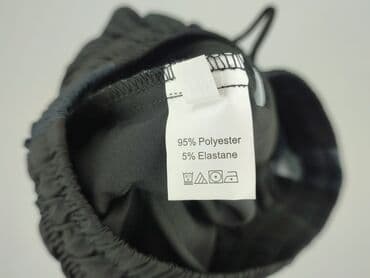 95% Polyester
5% Elastane